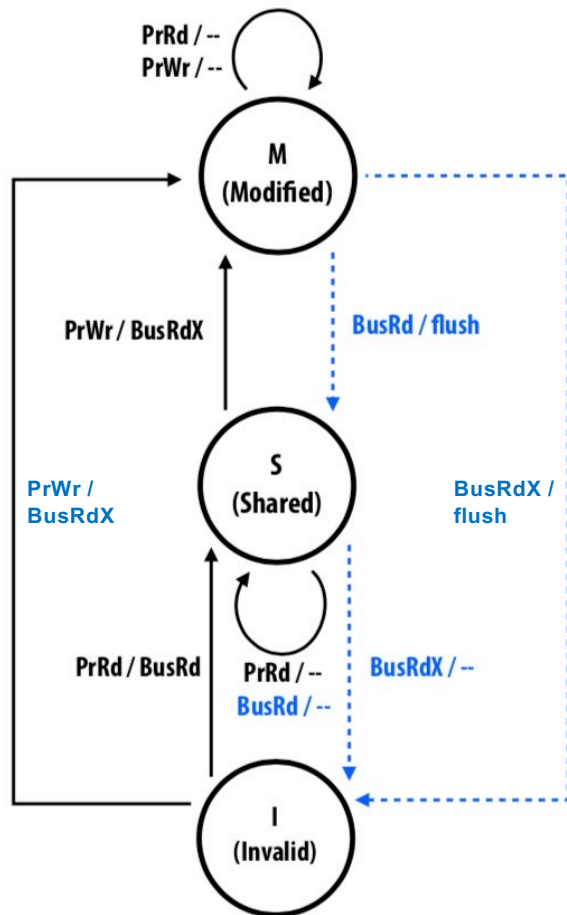 PrRd / --
PrWr / --
M
(Modified)
PrWr / BusRdX
BusRd / flush
S
(Shared)
PrWr /
BusRdX
BusRdX /
flush
PrRd / BusRd
PrRd / --
BusRd / --
BusRdX / --
I
(Invalid)